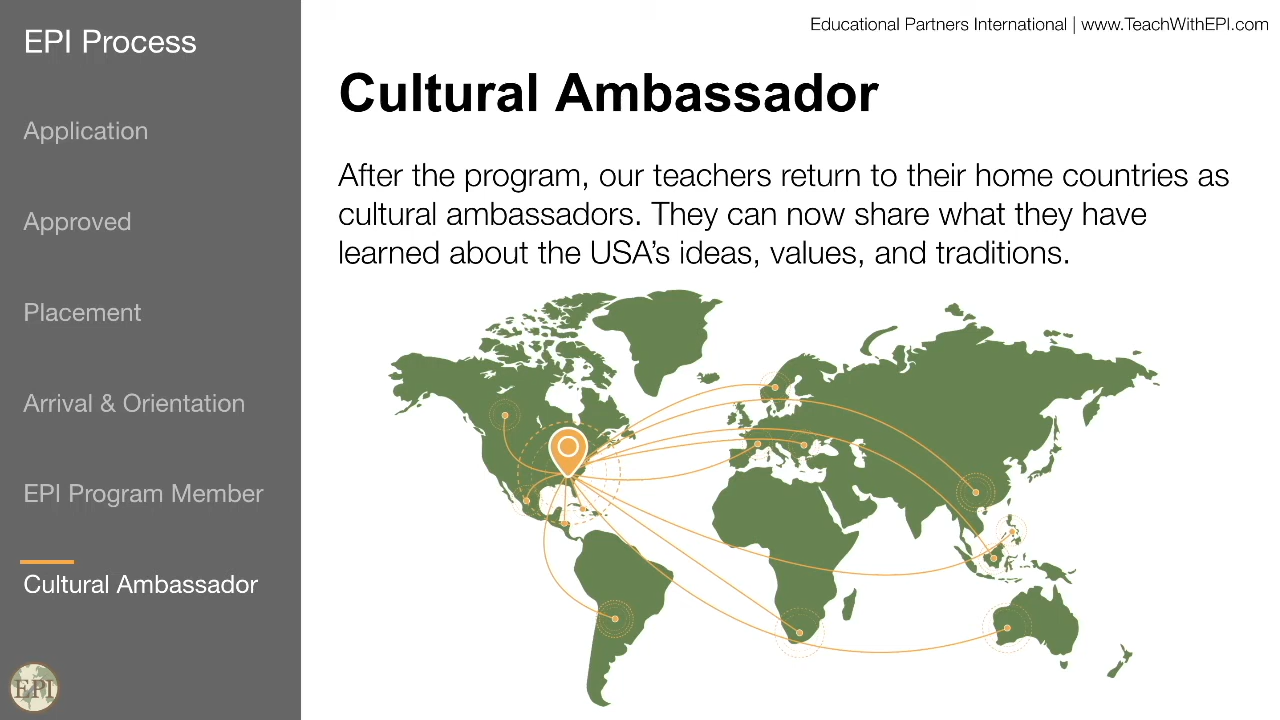 EPI Process
Educational Partners International | www.TeachWithEPI.com
Application
Approved
Placement
Arrival & Orientation
EPI Program Member
Cultural Ambassador
Cultural Ambassador
After the program, our teachers return to their home countries as
cultural ambassadors. They can now share what they have
learned about the USA’s ideas, values, and traditions.
EPI